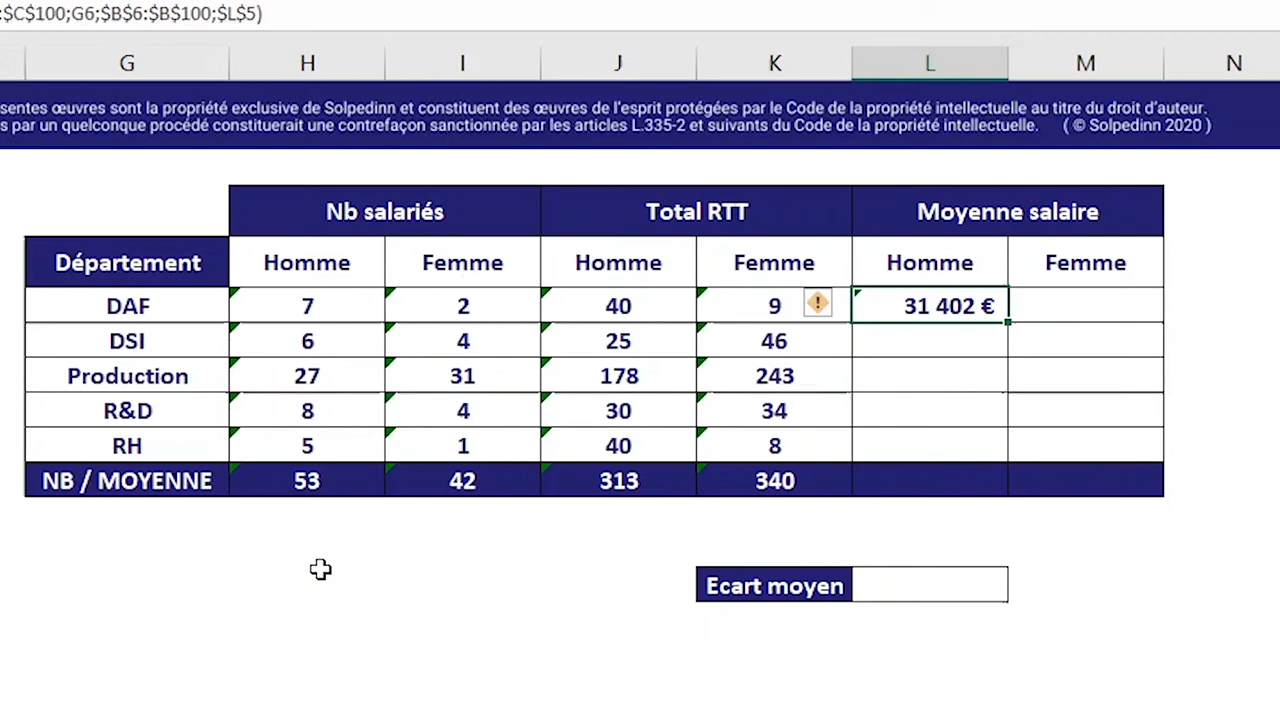 :$C$100;G6;$B$6:$B$100;$L$5)
G H I J K L M N
sentes œuvres sont la propriété exclusive de Solpedinn et constituent des œuvres de l'esprit protégées par le Code de la propriété intellectuelle au titre du droit d'auteur.
s par un quelconque procédé constituerait une contrefaçon sanctionnée par les articles L.335-2 et suivants du Code de la propriété intellectuelle. ( © Solpedinn 2020 )
Nb salariés Total RTT Moyenne salaire
Département Homme Femme Homme Femme Homme Femme
DAF 7 2 40 9 ! 31 402 €
DSI 6 4 25 46
Production 27 31 178 243
R&D 8 4 30 34
RH 5 1 40 8
NB / MOYENNE 53 42 313 340
Ecart moyen